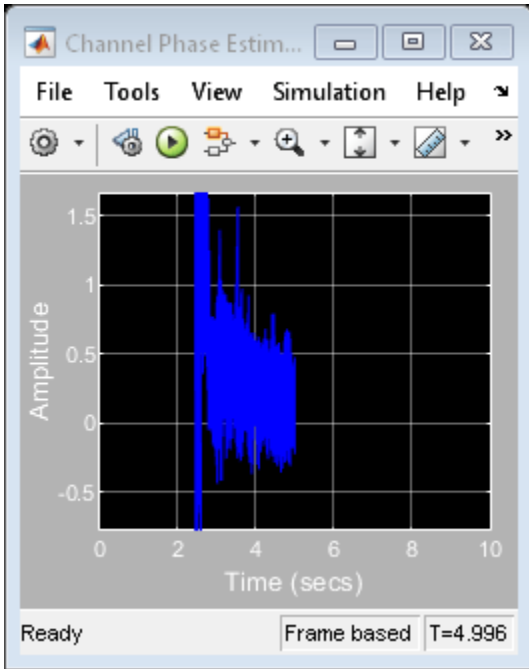 Channel Phase Estim...
File Tools View Simulation Help
1.5
1
0.5
0
-0.5
Amplitude
0 2 4 6 8 10
Time (secs)
Ready Frame based T=4.996